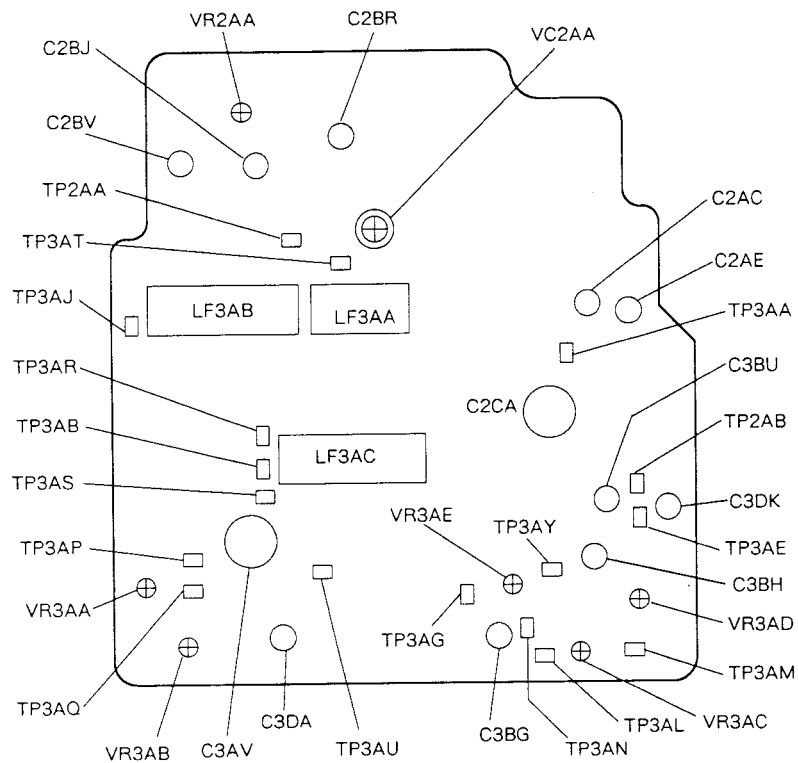 VR2AA
C2BR
VC2AA
C2BJ
C2BV
TP2AA
TP3AT
C2AC
C2AE
TP3AJ
LF3AB
LF3AA
TP3AA
TP3AR
C3BU
C2CA
TP3AB
TP2AB
LF3AC
TP3AS
C3DK
VR3AE
TP3AY
TP3AP
TP3AE
C3BH
VR3AA
VR3AD
TP3AG
TP3AM
TP3AQ
VR3AB
C3AV
C3DA
TP3AU
C3BG
TP3AN
TP3AL
VR3AC